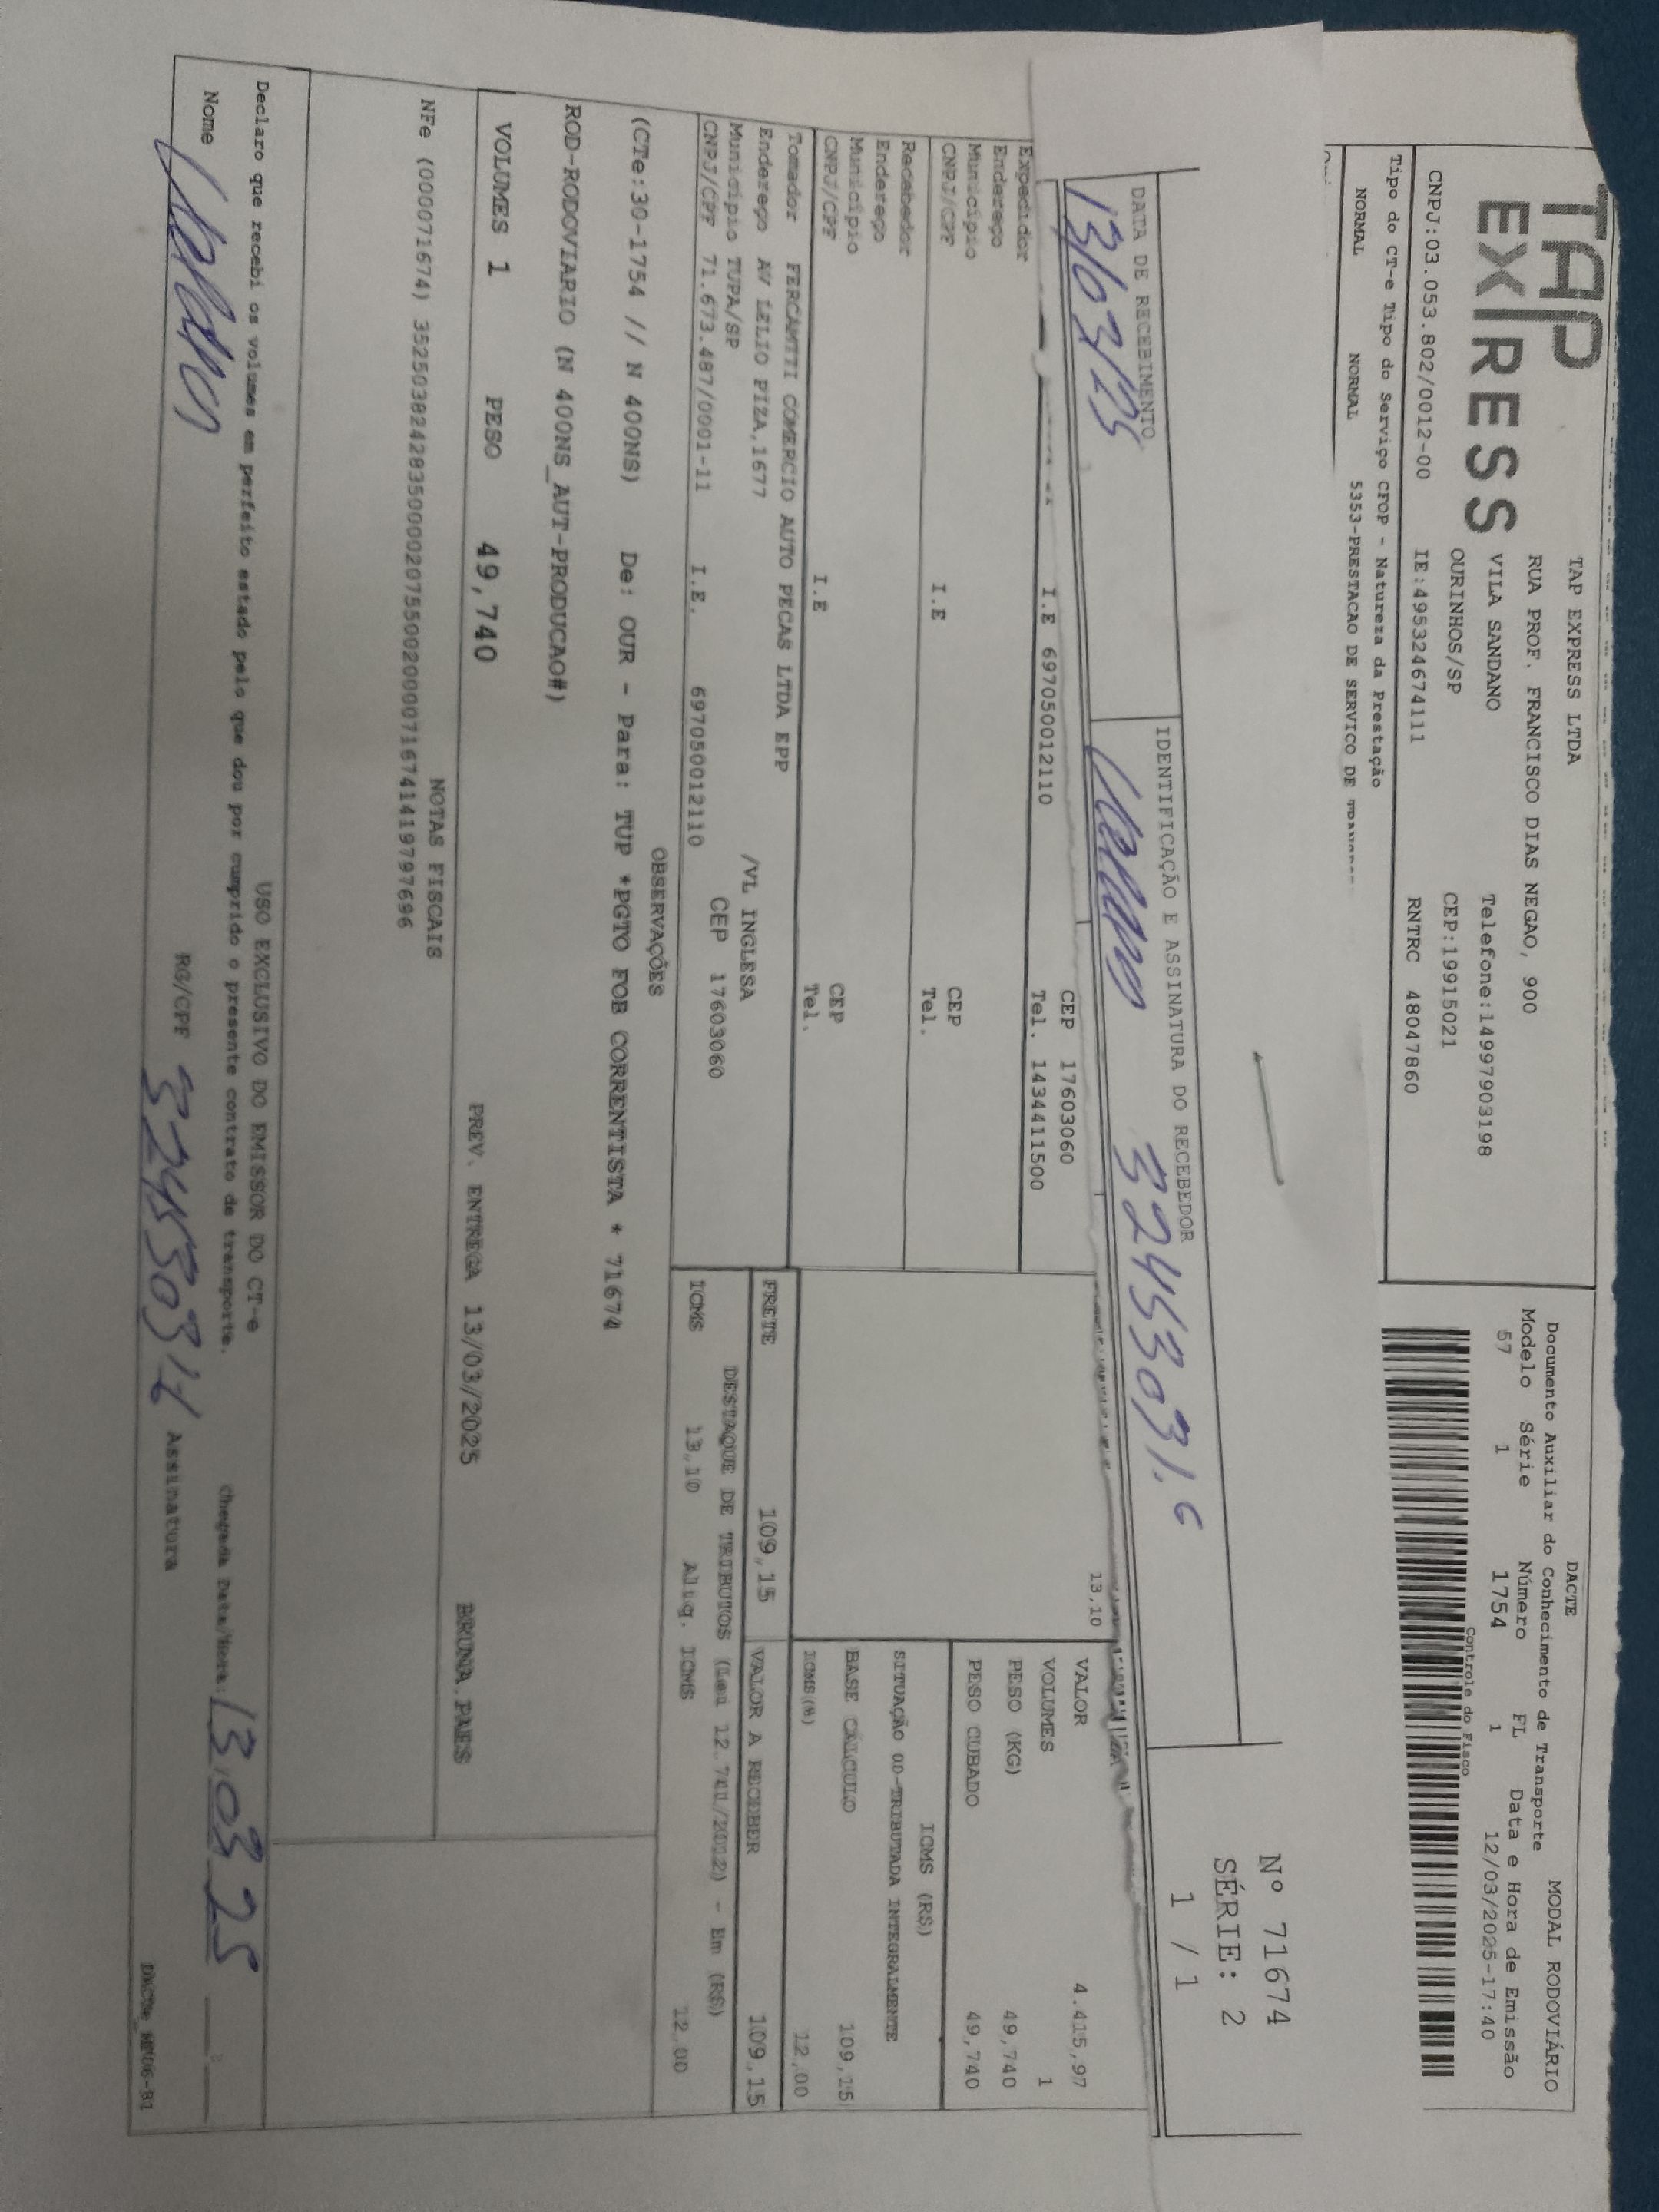 TAP
EXPRESS
TAP EXPRESS LTDA
RUA PROF. FRANCISCO DIAS NEGAO, 900
VILA SANDANO Telefone:14997903198
OURINHOS/SP CEP:19915021
CNPJ:03.053.802/0012-00 IE:495324674111 RNTRC 48047860
DACTE MODAL RODOVIÁRIO
Documento Auxiliar do Conhecimento de Transporte
Modelo Série Número FL Data e Hora de Emissão
57 1 1754 1 12/03/2025-17:40
Controle do Fisco
Tipo do CT-e Tipo do Serviço CFOP - Natureza da Prestação
NORMAL NORMAL 5353-PRESTACAO DE SERVICO DE
Nº 71674
SÉRIE: 2
1 / 1
DATA DE RECEBIMENTO IDENTIFICAÇÃO E ASSINATURA DO RECEBEDOR
13/03/25 32453031.6
CEP 17603060
I.E 697050012110 Tel. 1434411500
13,10
VALOR 4.415,97
VOLUMES 1
PESO (KG) 49,740
PESO CUBADO 49,740
Expedidor
Endereço
Município CEP
CNPJ/CPF I.E Tel.
Recebedor
Endereço
Município CEP
CNPJ/CPF I.E Tel.
ICMS (R$)
SITUAÇÃO 00-TRIBUTADA INTEGRALMENTE
BASE CÁLCULO 109,15
ICMS(%) 12,00
Tomador FERCAMTTI COMERCIO AUTO PECAS LTDA EPP
Endereço AV LELIO PIZA,1677 /VL INGLESA
Município TUPA/SP CEP 17603060
CNPJ/CPF 71.673.487/0001-11 I.E. 697050012110
FRETE 109,15 VALOR A RECEBER 109,15
DESTAQUE DE TRIBUTOS (Lei 12.741/2012) - Em (R$)
ICMS 13,10 Aliq. ICMS 12,00
OBSERVAÇÕES
(CTe:30-1754 // N 400NS) De: OUR - Para: TUP *PGTO FOB CORRENTISTA * 71674
ROD-RODOVIARIO (N 400NS_AUT-PRODUCAO#)
VOLUMES 1 PESO 49,740 PREV. ENTREGA 13/03/2025 BRUNA PAES
NOTAS FISCAIS
NFe (000071674) 35250382428350000207550020000716741419797696
USO EXCLUSIVO DO EMISSOR DO CT-e
Declaro que recebi os volumes em perfeito estado pelo que dou por cumprido o presente contrato de transporte.
Chegada Data/Hora: 13.03.25
Nome RG/CPF Assinatura